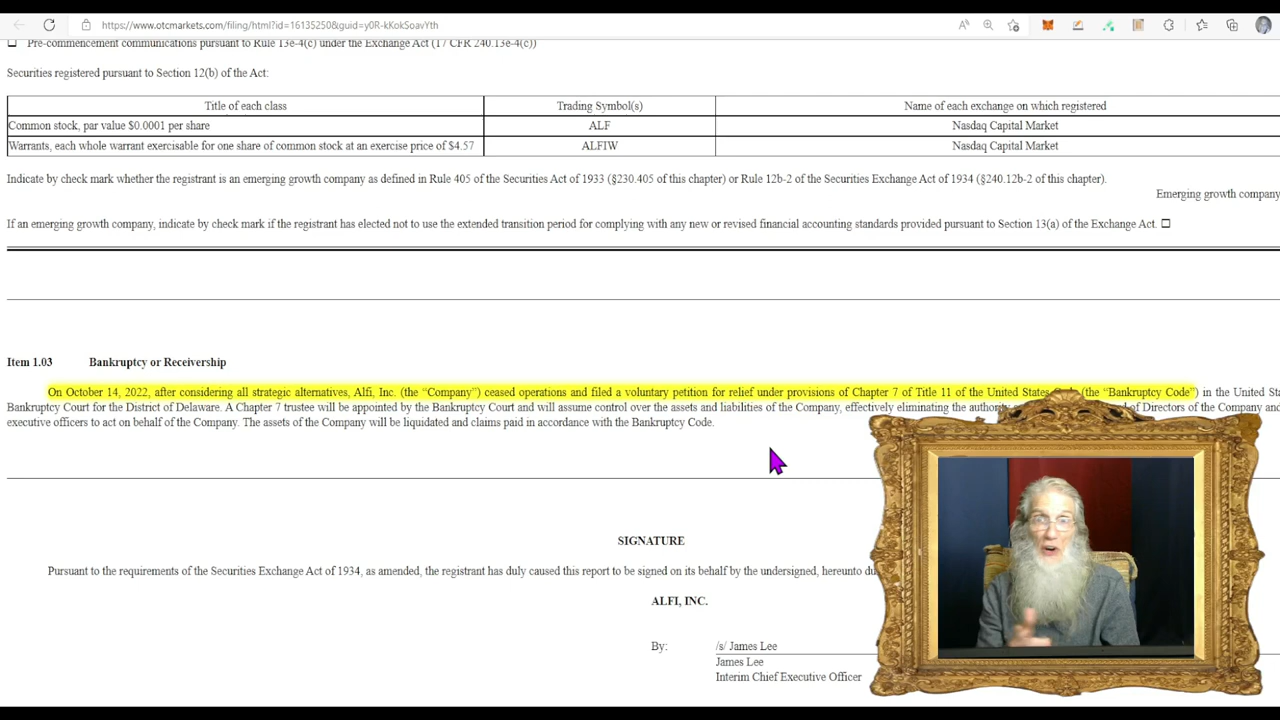 https://www.otcmarkets.com/filing/html?id=16135250&guid=y0R-kKokSoavYth
Pre-commencement communications pursuant to Rule 13e-4(c) under the Exchange Act (17 CFR 240.13e-4(c))
Securities registered pursuant to Section 12(b) of the Act:
Title of each class Trading Symbol(s) Name of each exchange on which registered
Common stock, par value $0.0001 per share ALF Nasdaq Capital Market
Warrants, each whole warrant exercisable for one share of common stock at an exercise price of $4.57 ALFIW Nasdaq Capital Market
Indicate by check mark whether the registrant is an emerging growth company as defined in Rule 405 of the Securities Act of 1933 (§230.405 of this chapter) or Rule 12b-2 of the Securities Exchange Act of 1934 (§240.12b-2 of this chapter).
Emerging growth company
If an emerging growth company, indicate by check mark if the registrant has elected not to use the extended transition period for complying with any new or revised financial accounting standards provided pursuant to Section 13(a) of the Exchange Act. ☐
Item 1.03 Bankruptcy or Receivership
On October 14, 2022, after considering all strategic alternatives, Alfi, Inc. (the “Company”) ceased operations and filed a voluntary petition for relief under provisions of Chapter 7 of Title 11 of the United States (the “Bankruptcy Code”) in the United
Bankruptcy Court for the District of Delaware. A Chapter 7 trustee will be appointed by the Bankruptcy Court and will assume control over the assets and liabilities of the Company, effectively eliminating the of Directors of the Company and
executive officers to act on behalf of the Company. The assets of the Company will be liquidated and claims paid in accordance with the Bankruptcy Code.
SIGNATURE
Pursuant to the requirements of the Securities Exchange Act of 1934, as amended, the registrant has duly caused this report to be signed on its behalf by the undersigned, hereunto
ALFI, INC.
By: /s/ James Lee
James Lee
Interim Chief Executive Officer